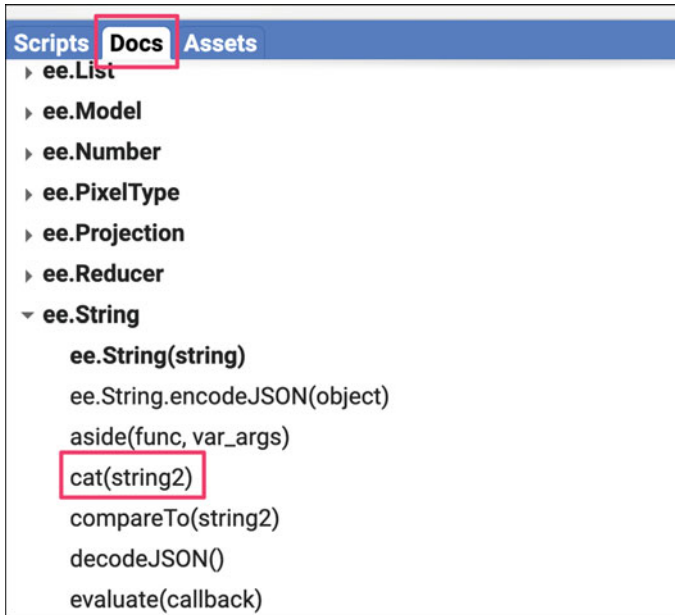 Scripts Docs Assets
ee.List
ee.Model
ee.Number
ee.PixelType
ee.Projection
ee.Reducer
ee.String
ee.String(string)
ee.String.encodeJSON(object)
aside(func, var_args)
cat(string2)
compareTo(string2)
decodeJSON()
evaluate(callback)